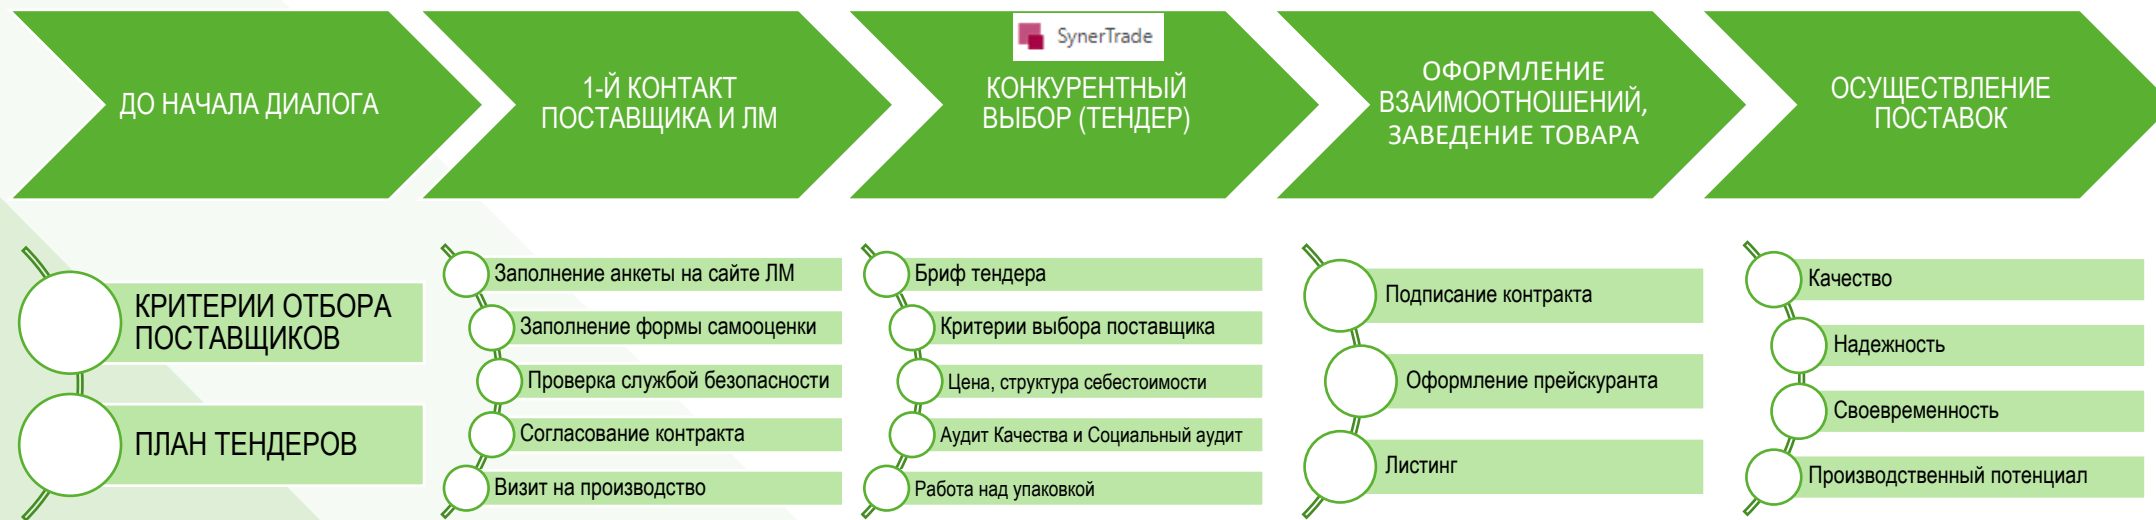 ДО НАЧАЛА ДИАЛОГА
1-Й КОНТАКТ
ПОСТАВЩИКА И ЛМ
SynerTrade
КОНКУРЕНТНЫЙ
ВЫБОР (ТЕНДЕР)
ОФОРМЛЕНИЕ
ВЗАИМООТНОШЕНИЙ,
ЗАВЕДЕНИЕ ТОВАРА
ОСУЩЕСТВЛЕНИЕ
ПОСТАВОК
КРИТЕРИИ ОТБОРА
ПОСТАВЩИКОВ
ПЛАН ТЕНДЕРОВ
Заполнение анкеты на сайте ЛМ
Заполнение формы самооценки
Проверка службой безопасности
Согласование контракта
Визит на производство
Бриф тендера
Критерии выбора поставщика
Цена, структура себестоимости
Аудит Качества и Социальный аудит
Работа над упаковкой
Подписание контракта
Оформление прейскуранта
Листинг
Качество
Надежность
Своевременность
Производственный потенциал